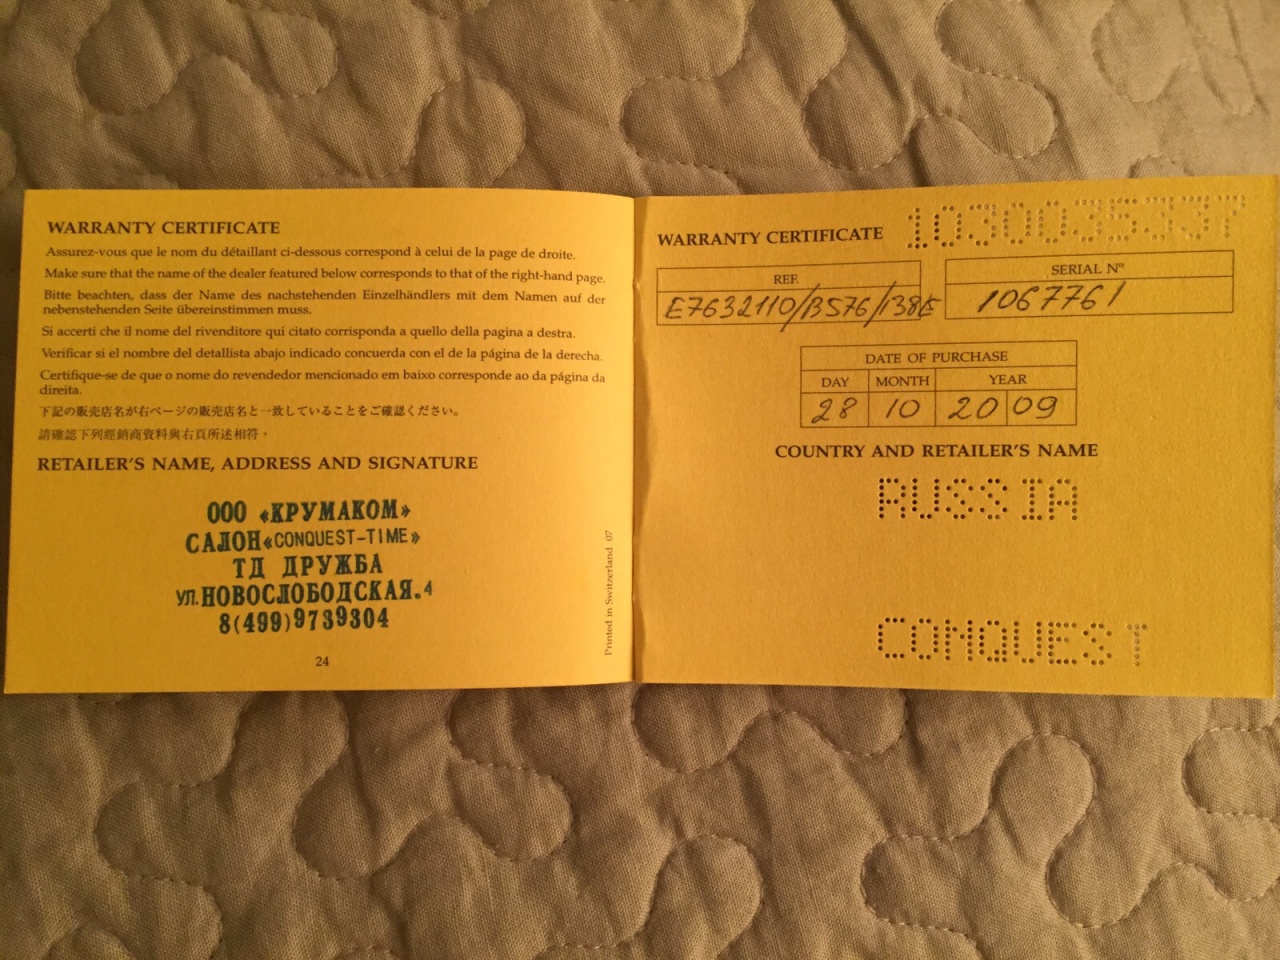 WARRANTY CERTIFICATE
Assurez-vous que le nom du détaillant ci-dessous correspond à celui de la page de droite.
Make sure that the name of the dealer featured below corresponds to that of the right-hand page.
Bitte beachten, dass der Name des nachstehenden Einzelhändlers mit dem Namen auf der
nebenstehenden Seite übereinstimmen muss.
Si accerti che il nome del rivenditore qui citato corrisponda a quello della pagina a destra.
Verificar si el nombre del detallista abajo indicado concuerda con el de la página de la derecha.
Certifique-se de que o nome do revendedor mencionado em baixo corresponde ao da página da
direita.
下記の販売店名が右ページの販売店名と一致していることをご確認ください。
請確認下列經銷商資料與右頁所述相符。
RETAILER'S NAME, ADDRESS AND SIGNATURE
ООО «КРУМАКОМ»
САЛОН «CONQUEST-TIME»
ТД ДРУЖБА
УЛ. НОВОСЛОБОДСКАЯ. 4
8(499)9739304
24
Printed in Switzerland 07
WARRANTY CERTIFICATE
1030035337
REF.
E7632110/B576/138E
SERIAL Nº
1067761
DATE OF PURCHASE
DAY MONTH YEAR
28 10 20 09
COUNTRY AND RETAILER'S NAME
RUSSIA
CONQUEST